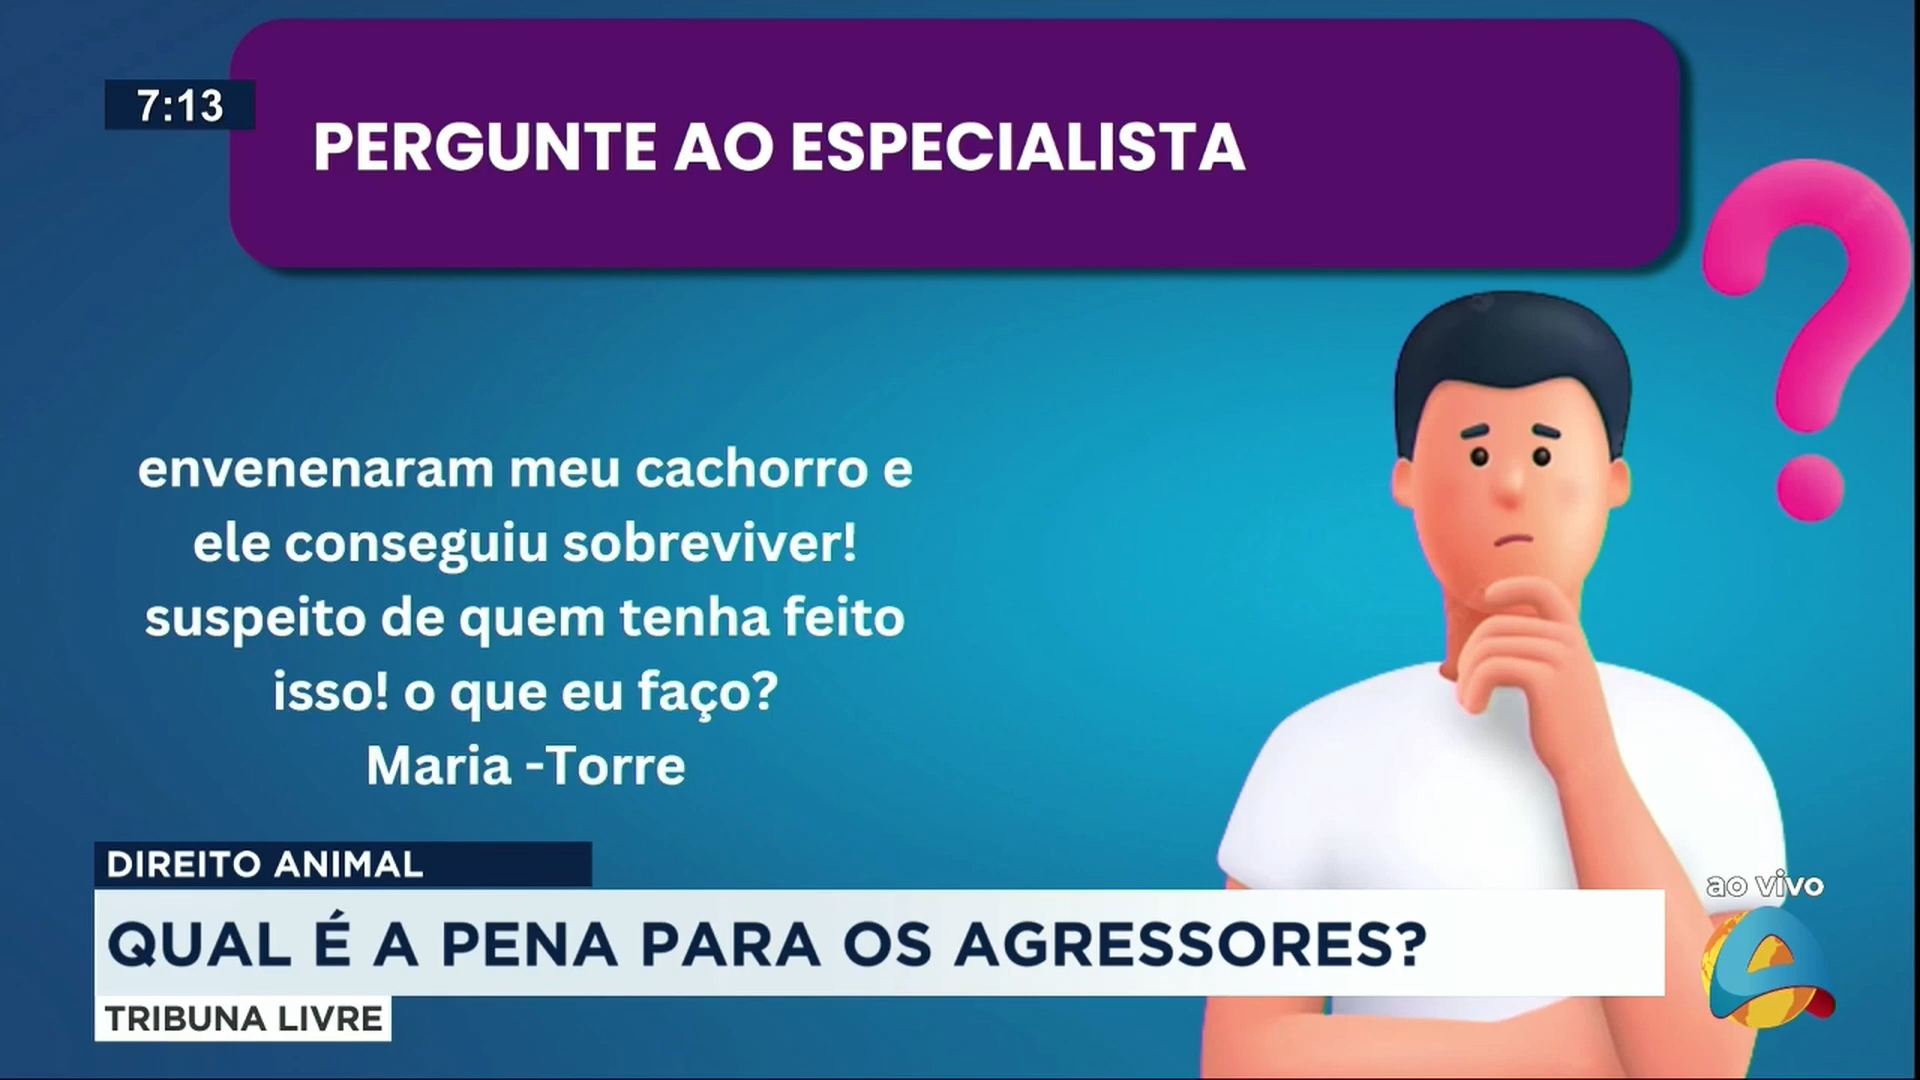 7:13
PERGUNTE AO ESPECIALISTA
envenenaram meu cachorro e
ele conseguiu sobreviver!
suspeito de quem tenha feito
isso! o que eu faço?
Maria -Torre
DIREITO ANIMAL
QUAL É A PENA PARA OS AGRESSORES?
TRIBUNA LIVRE
ao vivo